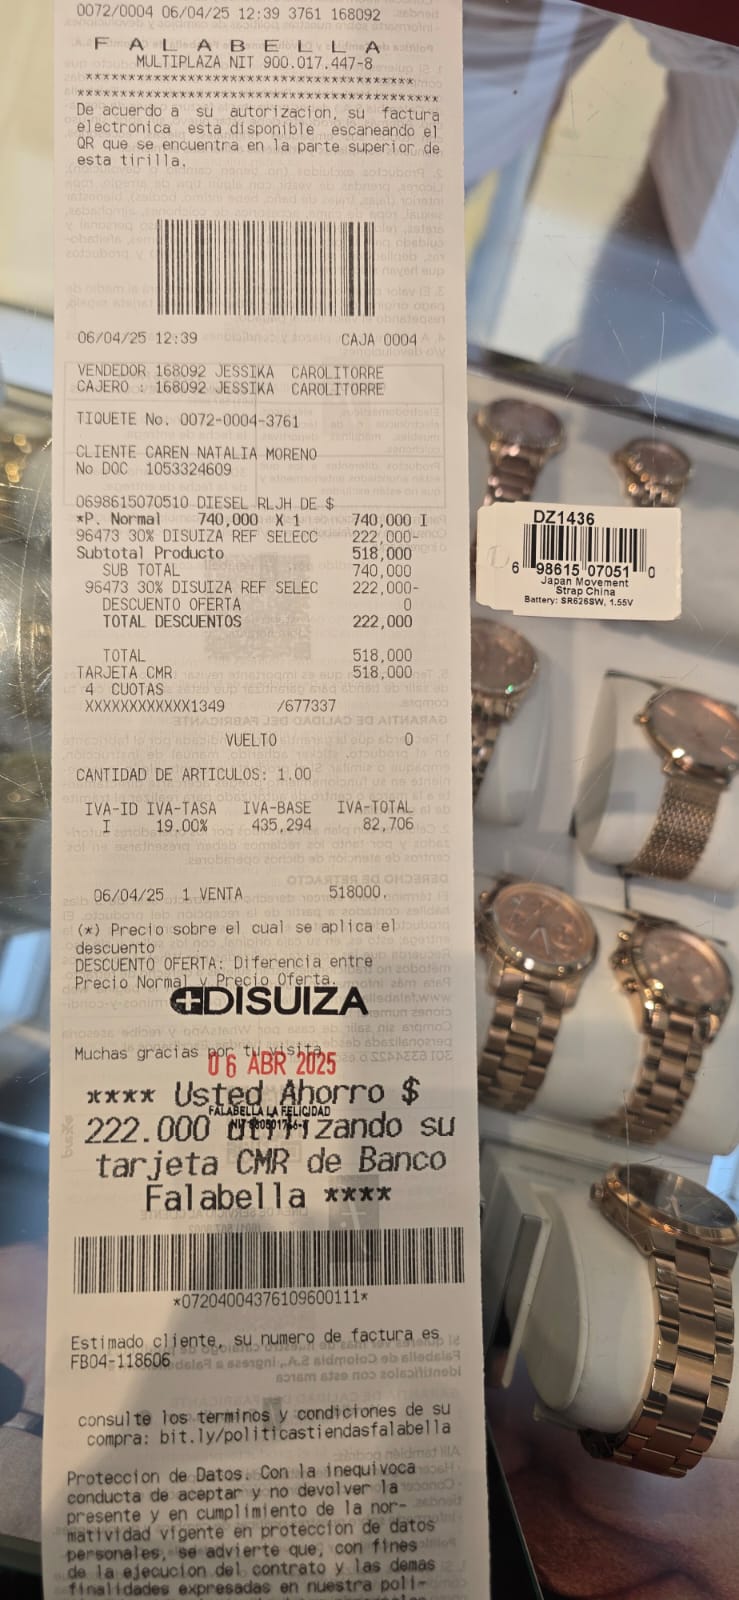 0072/0004 06/04/25 12:39 3761 168092
FALABELLA
MULTIPLAZA NIT 900.017.447-8
**************************************
******************************************
De acuerdo a su autorizacion, su factura
electronica esta disponible escaneando el
QR que se encuentra en la parte superior de
esta tirilla.
06/04/25 12:39 CAJA 0004
VENDEDOR 168092 JESSIKA CAROLITORRE
CAJERO : 168092 JESSIKA CAROLITORRE
TIQUETE No. 0072-0004-3761
CLIENTE CAREN NATALIA MORENO
No DOC 1053324609
0698615070510 DIESEL RLJH DE $
*P. Normal 740,000 X 1 740,000 I
96473 30% DISUIZA REF SELECC 222,000-
Subtotal Producto 518,000
SUB TOTAL 740,000
96473 30% DISUIZA REF SELEC 222,000-
DESCUENTO OFERTA 0
TOTAL DESCUENTOS 222,000
TOTAL 518,000
TARJETA CMR 518,000
4 CUOTAS
XXXXXXXXXXXX1349 /677337
VUELTO 0
CANTIDAD DE ARTICULOS: 1.00
IVA-ID IVA-TASA IVA-BASE IVA-TOTAL
I 19.00% 435,294 82,706
06/04/25 1 VENTA 518000.
(*) Precio sobre el cual se aplica el
descuento
DESCUENTO OFERTA: Diferencia entre
Precio Normal y Precio Oferta.
DISUIZA
Muchas gracias por tu visita
06 ABR 2025
**** Usted Ahorro $
FALABELLA LA FELICIDAD
222.000 utilizando su
tarjeta CMR de Banco
Falabella ****
*07204004376109600111*
Estimado cliente, su numero de factura es
FB04-118606
consulte los terminos y condiciones de su
compra: bit.ly/politicastiendasfalabella
Proteccion de Datos. Con la inequivoca
conducta de aceptar y no devolver la
presente y en cumplimiento de la nor-
matividad vigente en proteccion de datos
personales, se advierte que, con fines
de la ejecucion del contrato y las demas
finalidades expresadas en nuestra poli-
DZ1436
6 98615 07051 0
Japan Movement
Strap China
Battery: SR626SW, 1.55V